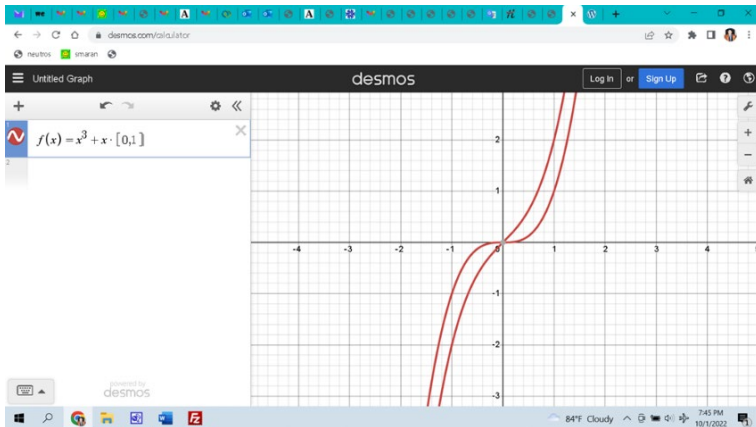 desmos.com/calculator
neutros
smaran
Untitled Graph
desmos
Log In
or
Sign Up
1
f(x) = x³ + x · [0,1]
2
2
1
-4
-3
-2
-1
0
1
2
3
4
-1
-2
-3
powered by
desmos
84°F Cloudy
7:45 PM
10/1/2022